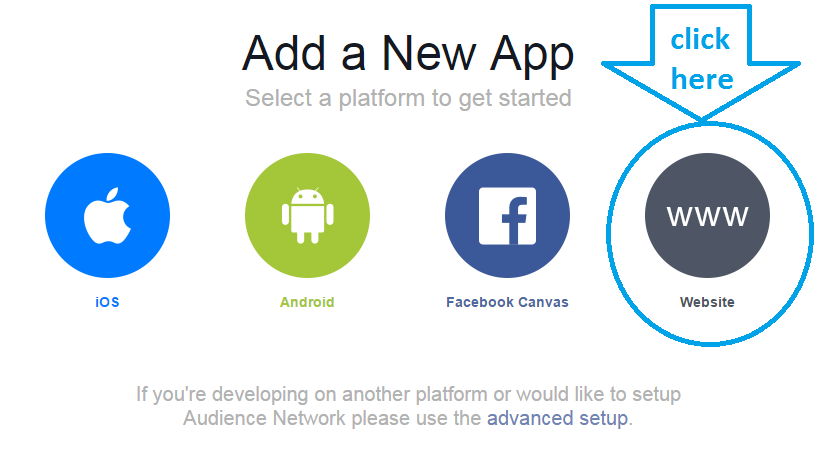 click
here
Add a New App
Select a platform to get started
www
iOS
Android
Facebook Canvas
Website
If you're developing on another platform or would like to setup
Audience Network please use the advanced setup.